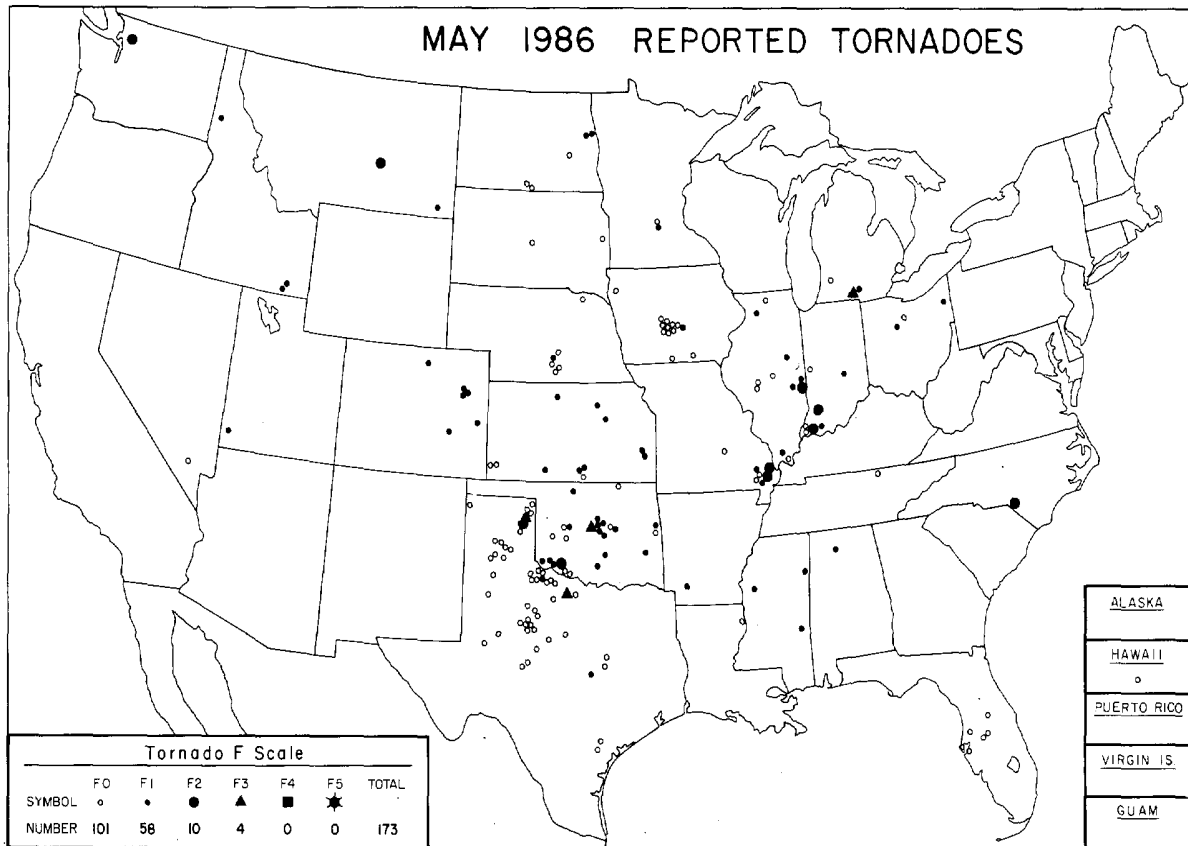 MAY 1986 REPORTED TORNADOES
ALASKA
HAWAII
PUERTO RICO
VIRGIN IS.
GUAM
Tornado F Scale
F0 F1 F2 F3 F4 F5 TOTAL
SYMBOL
NUMBER 101 58 10 4 0 0 173